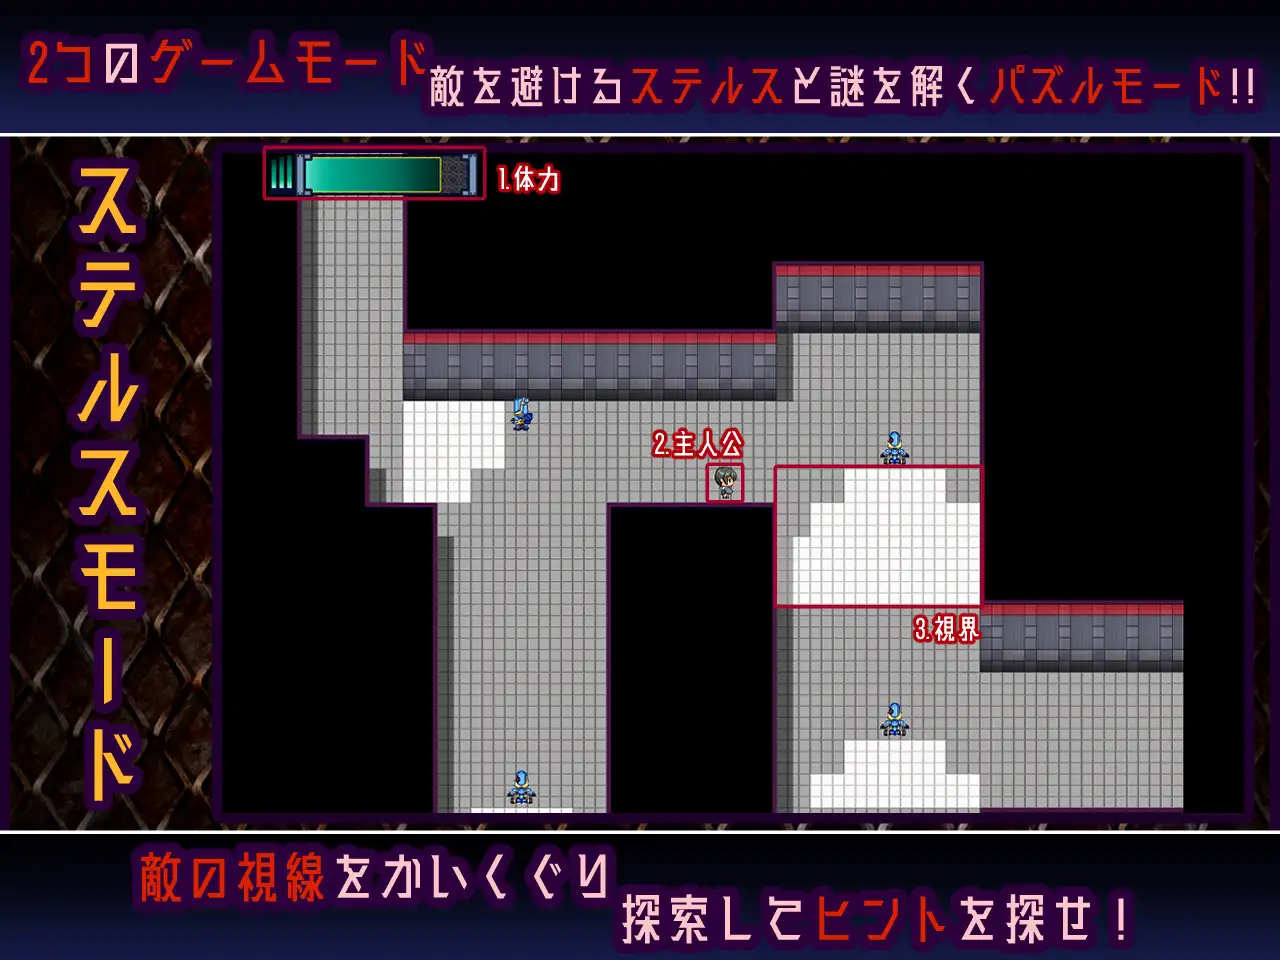 2つのゲームモード
敵を避けるステルスと謎を解くパズルモード!!
ステルスモード
1.体力
2.主人公
3.視界
敵の視線をかいくぐり
探索してヒントを探せ!